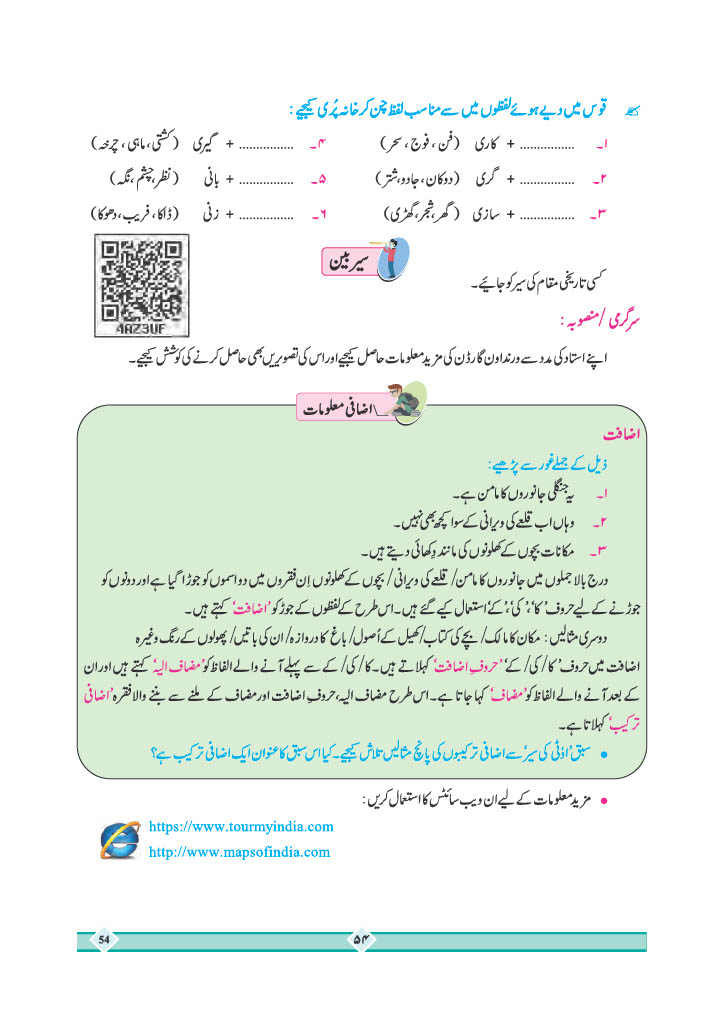 قوس میں دیے ہوئے لفظوں میں سے مناسب لفظ چن کر خانہ پُری کیجیے :
۱۔ ............... + کاری (فن ، فوج ، سحر)
۴۔ ............... + گیری (کشتی، ماہی ، چرخہ)
۲۔ ............... + گری (دوکان، جادو، شتر)
۵۔ ............... + بانی (نظر، چشم ، نگہ)
۳۔ ............... + سازی (گھر، شجر، گھڑی)
۶۔ ............... + زنی (ڈاکا، فریب، دھوکا)
4AZ3UF
سیر بین
کسی تاریخی مقام کی سیر کو جائیے۔
سرگرمی / منصوبہ :
اپنے استاد کی مدد سے ورنداون گارڈن کی مزید معلومات حاصل کیجیے اور اس کی تصویریں بھی حاصل کرنے کی کوشش کیجیے۔
اضافی معلومات
اضافت
ذیل کے جملے غور سے پڑھیے :
۱۔ یہ جنگلی جانوروں کا مامن ہے۔
۲۔ وہاں اب قلعے کی ویرانی کے سوا کچھ بھی نہیں۔
۳۔ مکانات بچوں کے کھلونوں کی مانند دِکھائی دیتے ہیں۔
درج بالا جملوں میں جانوروں کا مامن/ قلعے کی ویرانی / بچوں کے کھلونوں اِن فقروں میں دو اسموں کو جوڑا گیا ہے اور دونوں کو
جوڑنے کے لیے حروف 'کا'، 'کی'، 'کے' استعمال کیے گئے ہیں۔ اس طرح کے لفظوں کے جوڑ کو 'اضافت' کہتے ہیں۔
دوسری مثالیں : مکان کا مالک/ بچے کی کتاب/ کھیل کے اُصول/ باغ کا دروازہ/ ان کی باتیں/ پھولوں کے رنگ وغیرہ
اضافت میں حروف 'کا / کی / کے' 'حروفِ اضافت' کہلاتے ہیں۔ کا / کی / کے سے پہلے آنے والے الفاظ کو 'مضاف الیہ' کہتے ہیں اور ان
کے بعد آنے والے الفاظ کو 'مضاف' کہا جاتا ہے۔ اس طرح مضاف الیہ، حروفِ اضافت اور مضاف کے ملنے سے بننے والا فقرہ 'اضافی
ترکیب' کہلاتا ہے۔
• سبق 'اوٹی کی سیر' سے اضافی ترکیبوں کی پانچ مثالیں تلاش کیجیے۔ کیا اس سبق کا عنوان ایک اضافی ترکیب ہے؟
• مزید معلومات کے لیے ان ویب سائٹس کا استعمال کریں :
https://www.tourmyindia.com
http://www.mapsofindia.com
54
۵۴